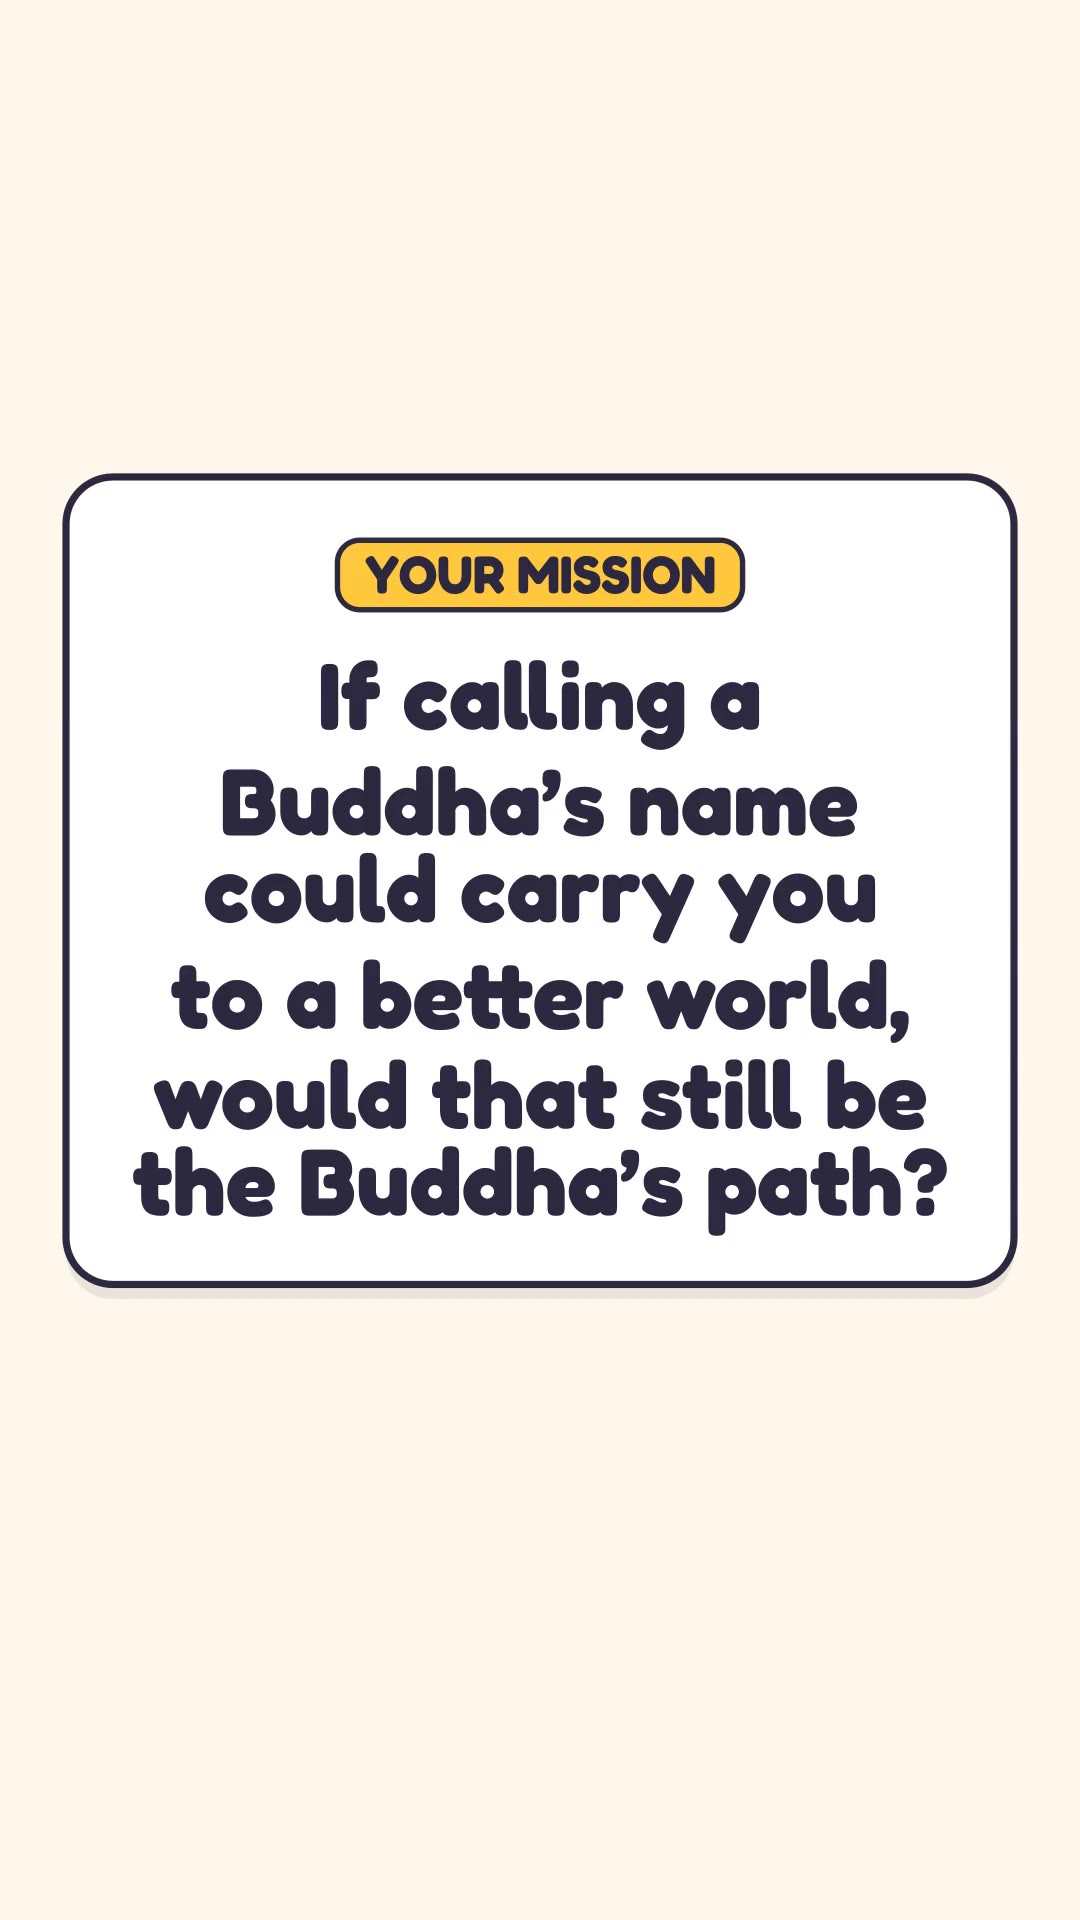 YOUR MISSION
If calling a
Buddha’s name
could carry you
to a better world,
would that still be
the Buddha’s path?